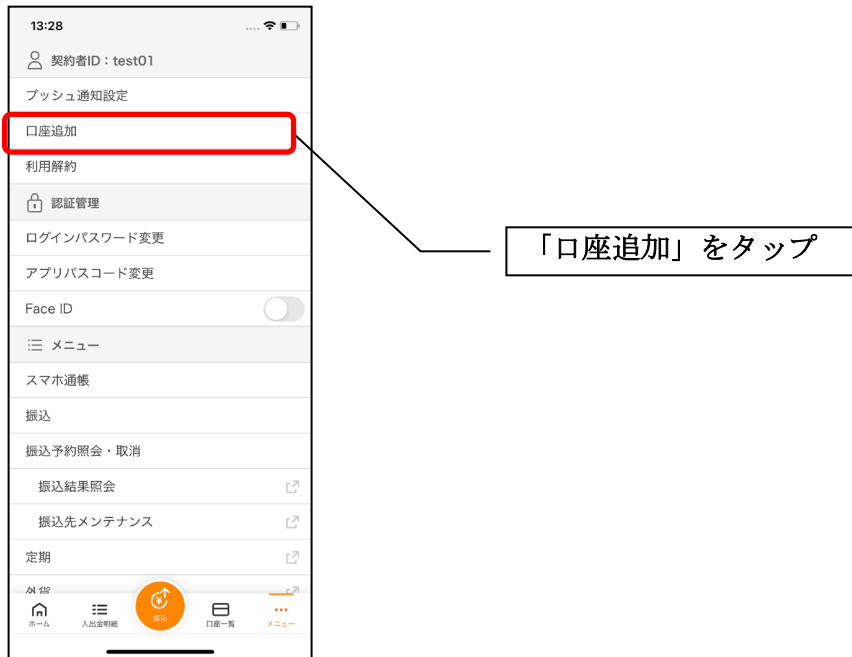 13:28
契約者ID：test01
プッシュ通知設定
口座追加
利用解約
「口座追加」をタップ
認証管理
ログインパスワード変更
アプリパスコード変更
Face ID
メニュー
スマホ通帳
振込
振込予約照会・取消
振込結果照会
振込先メンテナンス
定期
外貨
ホーム
入出金明細
振込
口座一覧
メニュー